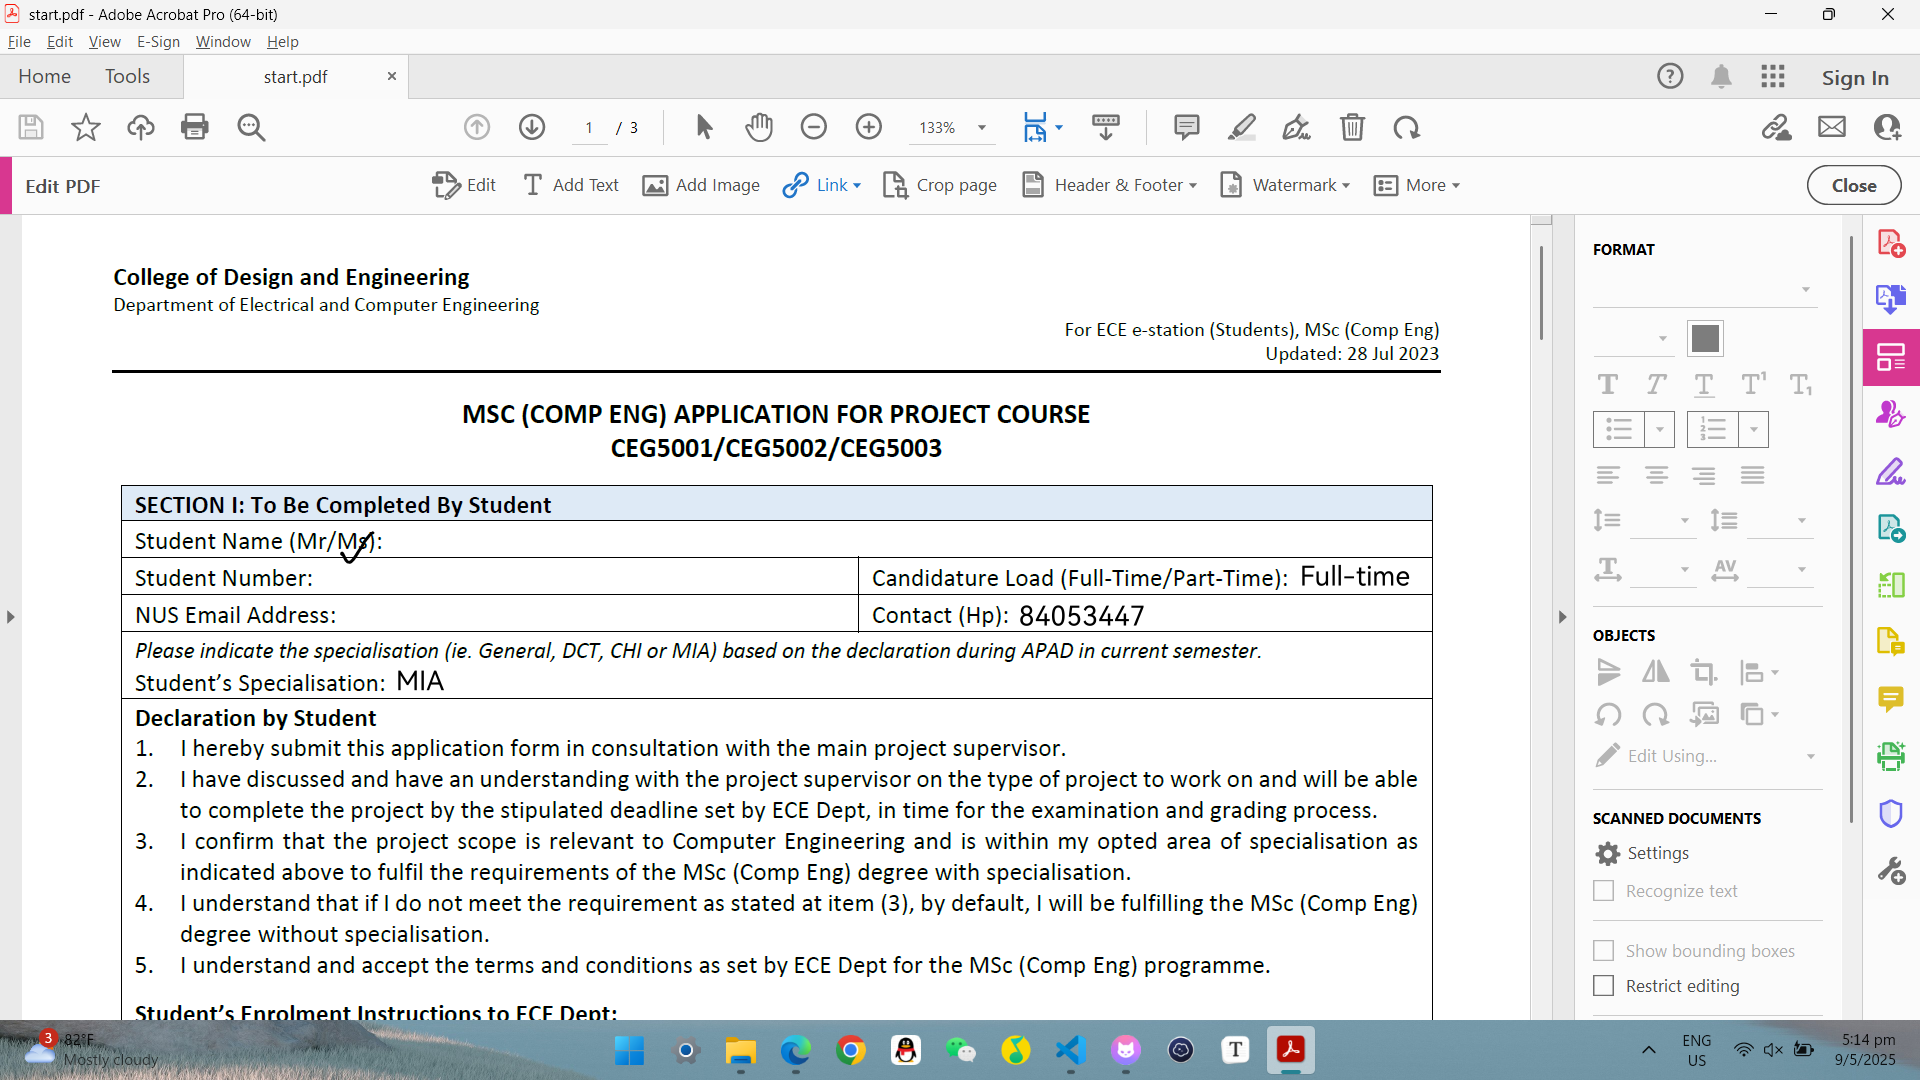 start.pdf - Adobe Acrobat Pro (64-bit)
File Edit View E-Sign Window Help
Home Tools start.pdf × Sign In
1 / 3 133%
Edit PDF Edit Add Text Add Image Link Crop page Header & Footer Watermark More Close
College of Design and Engineering
Department of Electrical and Computer Engineering
For ECE e-station (Students), MSc (Comp Eng)
Updated: 28 Jul 2023
MSC (COMP ENG) APPLICATION FOR PROJECT COURSE
CEG5001/CEG5002/CEG5003
SECTION I: To Be Completed By Student
Student Name (Mr/Ms):
Student Number:
Candidature Load (Full-Time/Part-Time): Full-time
NUS Email Address:
Contact (Hp): 84053447
Please indicate the specialisation (ie. General, DCT, CHI or MIA) based on the declaration during APAD in current semester.
Student's Specialisation: MIA
Declaration by Student
1. I hereby submit this application form in consultation with the main project supervisor.
2. I have discussed and have an understanding with the project supervisor on the type of project to work on and will be able
to complete the project by the stipulated deadline set by ECE Dept, in time for the examination and grading process.
3. I confirm that the project scope is relevant to Computer Engineering and is within my opted area of specialisation as
indicated above to fulfil the requirements of the MSc (Comp Eng) degree with specialisation.
4. I understand that if I do not meet the requirement as stated at item (3), by default, I will be fulfilling the MSc (Comp Eng)
degree without specialisation.
5. I understand and accept the terms and conditions as set by ECE Dept for the MSc (Comp Eng) programme.
Student's Enrolment Instructions to ECE Dept:
FORMAT
OBJECTS
Edit Using...
SCANNED DOCUMENTS
Settings
Recognize text
Show bounding boxes
Restrict editing
3
82°F
Mostly cloudy
ENG
US
5:14 pm
9/5/2025